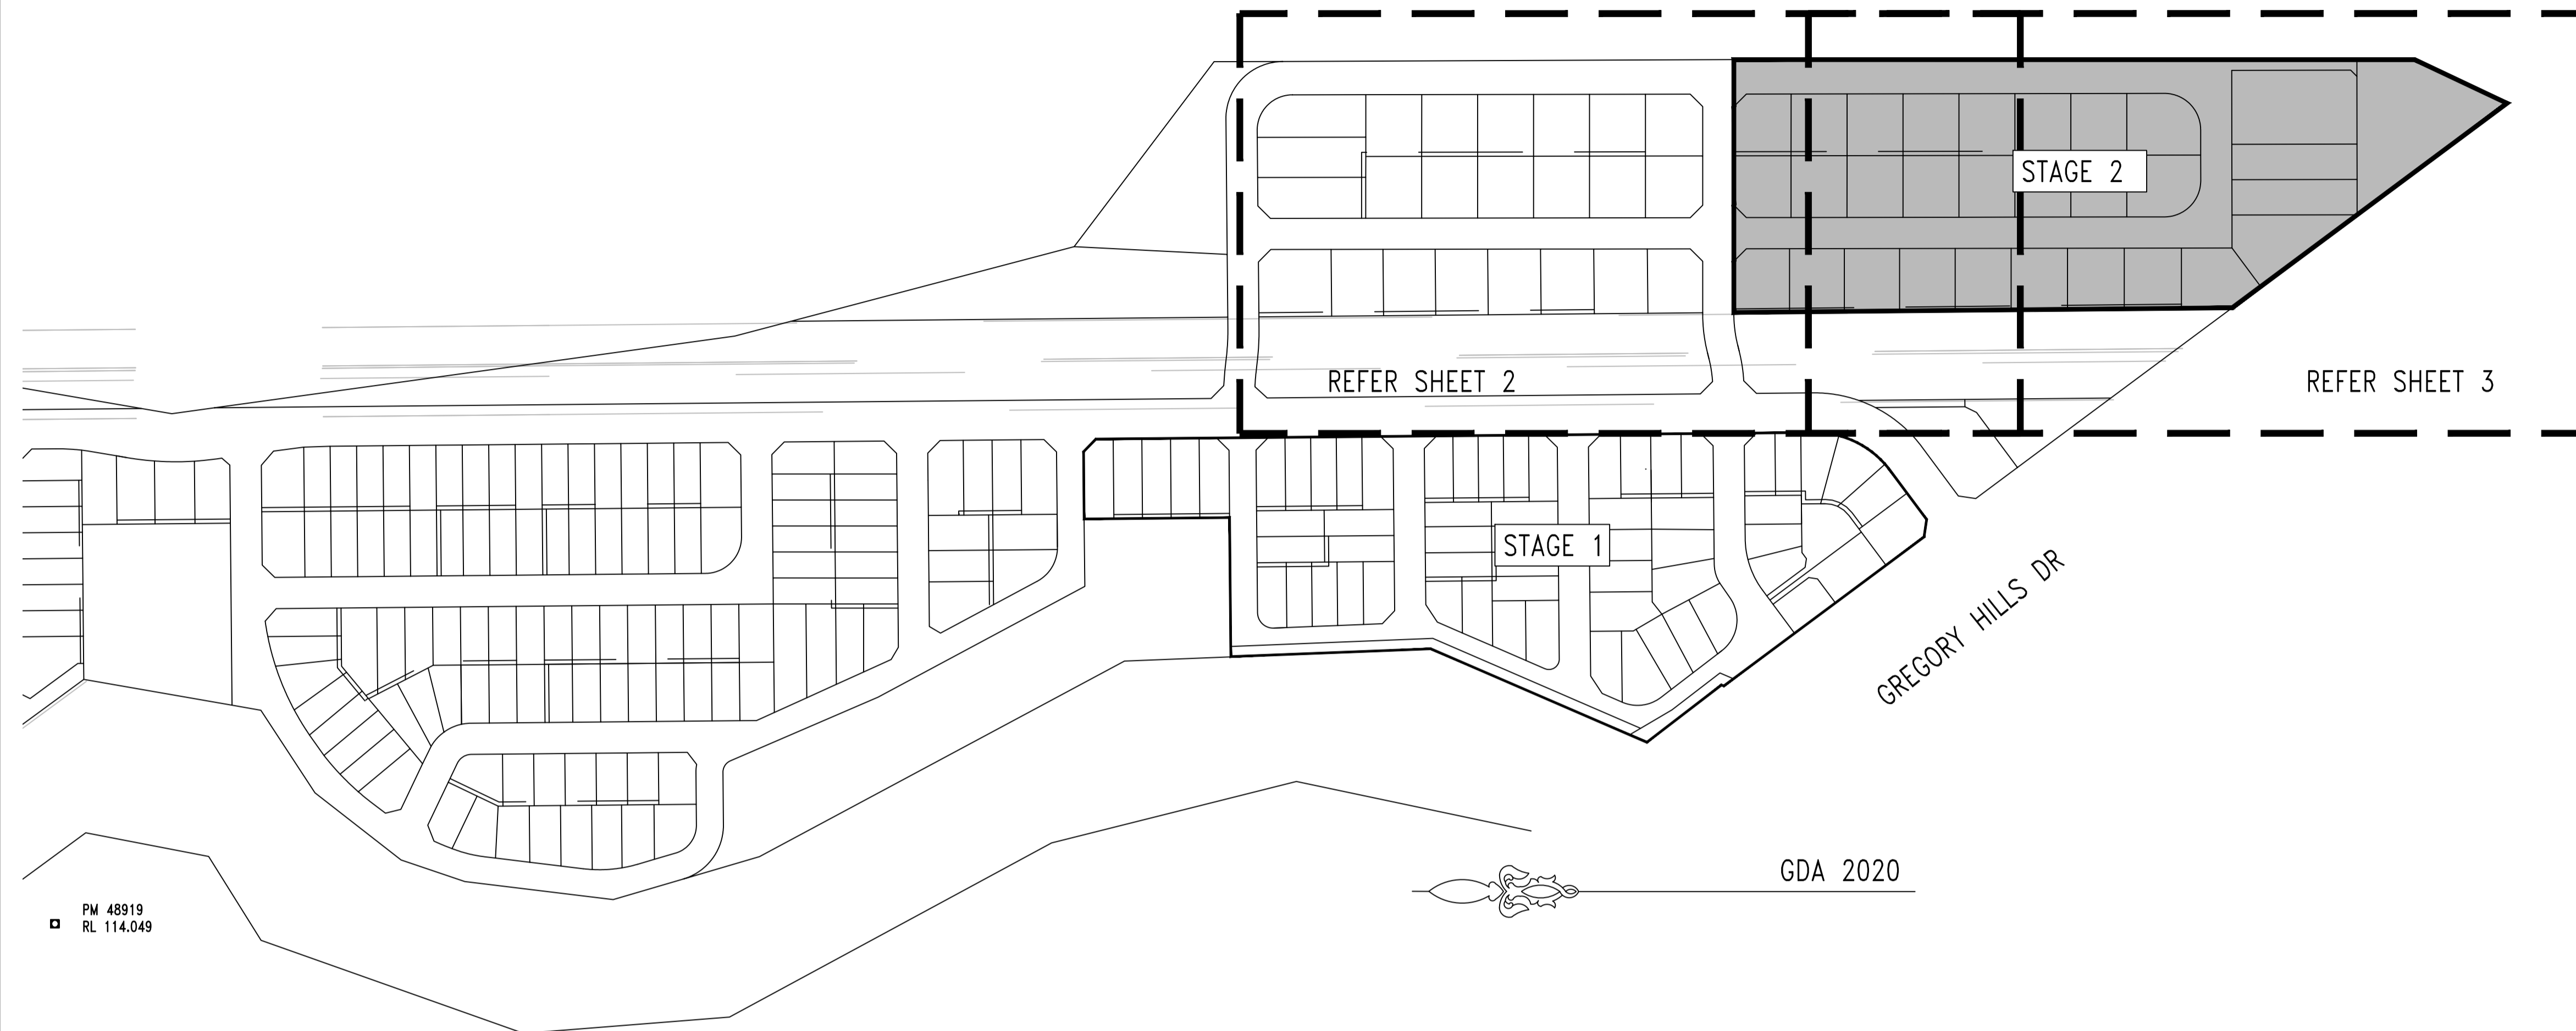 STAGE 2
REFER SHEET 2
REFER SHEET 3
STAGE 1
GREGORY HILLS DR
GDA 2020
PM 48919
RL 114.049